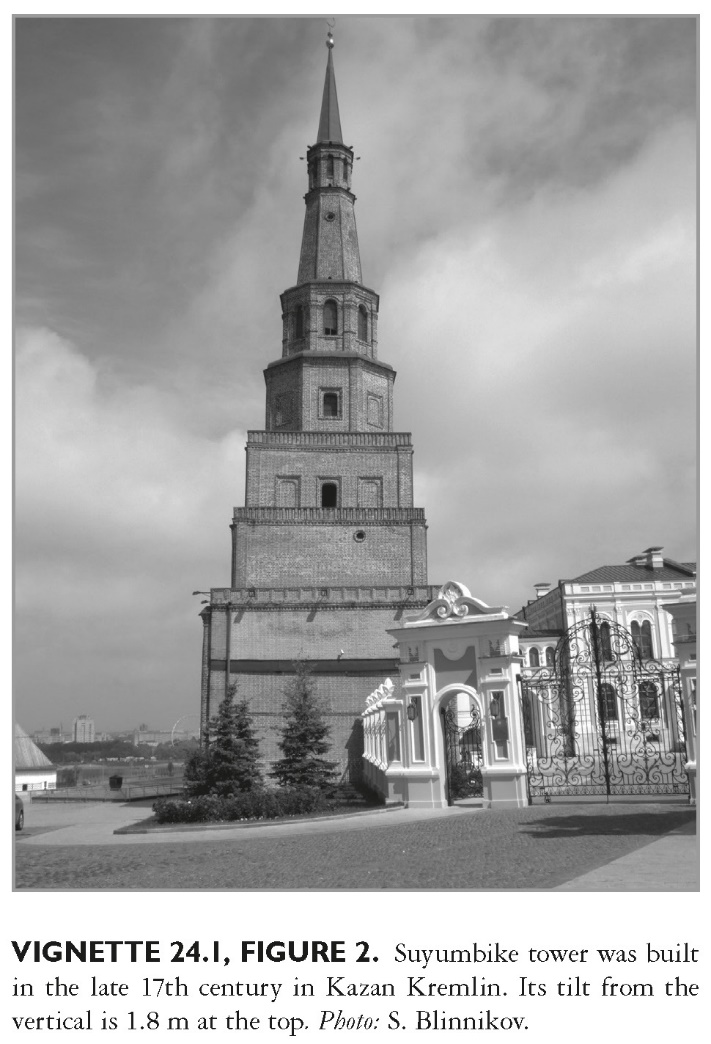 VIGNETTE 24.1, FIGURE 2. Suyumbike tower was built
in the late 17th century in Kazan Kremlin. Its tilt from the
vertical is 1.8 m at the top. Photo: S. Blinnikov.